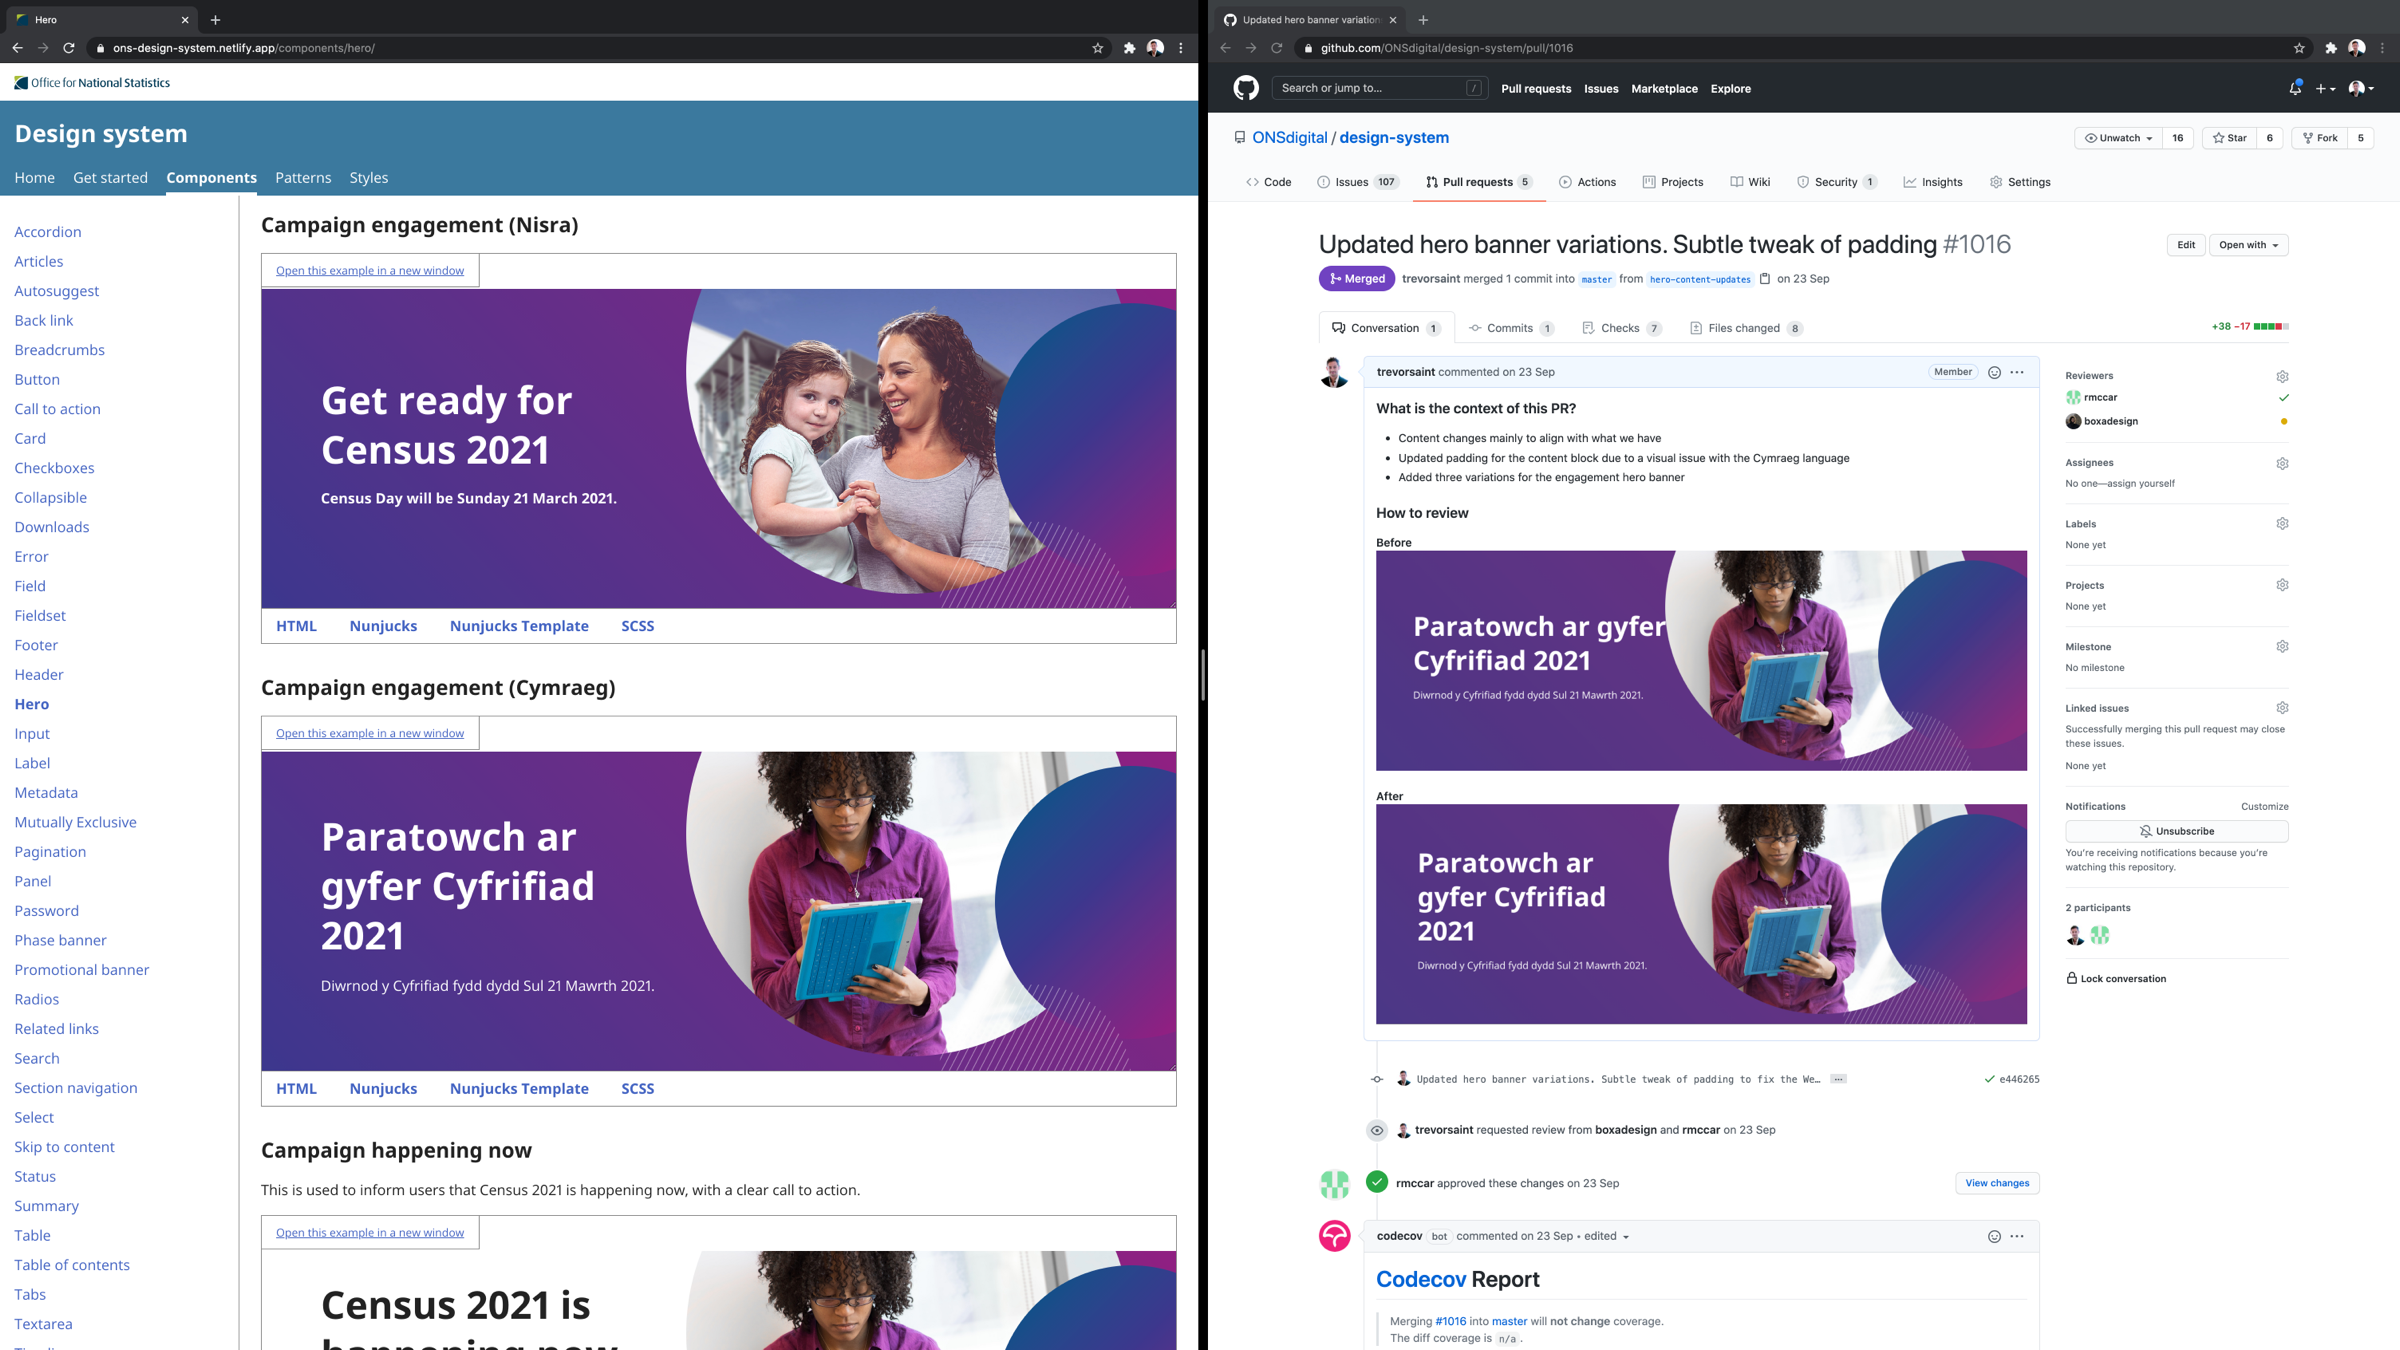 Hero
ons-design-system.netlify.app/components/hero/
Office for National Statistics
Design system
Home
Get started
Components
Patterns
Styles
Accordion
Articles
Autosuggest
Back link
Breadcrumbs
Button
Call to action
Card
Checkboxes
Collapsible
Downloads
Error
Field
Fieldset
Footer
Header
Hero
Input
Label
Metadata
Mutually Exclusive
Pagination
Panel
Password
Phase banner
Promotional banner
Radios
Related links
Search
Section navigation
Select
Skip to content
Status
Summary
Table
Table of contents
Tabs
Textarea
Campaign engagement (Nisra)
Open this example in a new window
Get ready for
Census 2021
Census Day will be Sunday 21 March 2021.
HTML
Nunjucks
Nunjucks Template
SCSS
Campaign engagement (Cymraeg)
Open this example in a new window
Paratowch ar
gyfer Cyfrifiad
2021
Diwrnod y Cyfrifiad fydd dydd Sul 21 Mawrth 2021.
HTML
Nunjucks
Nunjucks Template
SCSS
Campaign happening now
This is used to inform users that Census 2021 is happening now, with a clear call to action.
Open this example in a new window
Census 2021 is
happening now
Updated hero banner variation
github.com/ONSdigital/design-system/pull/1016
Search or jump to...
/
Pull requests
Issues
Marketplace
Explore
ONSdigital / design-system
Unwatch 16
Star 6
Fork 5
Code
Issues 107
Pull requests 5
Actions
Projects
Wiki
Security 1
Insights
Settings
Updated hero banner variations. Subtle tweak of padding #1016
Edit
Open with
Merged
trevorsaint merged 1 commit into master from hero-content-updates on 23 Sep
Conversation 1
Commits 1
Checks 7
Files changed 8
+38 −17
trevorsaint commented on 23 Sep
Member
What is the context of this PR?
• Content changes mainly to align with what we have
• Updated padding for the content block due to a visual issue with the Cymraeg language
• Added three variations for the engagement hero banner
How to review
Before
Paratowch ar gyfer
Cyfrifiad 2021
Diwrnod y Cyfrifiad fydd dydd Sul 21 Mawrth 2021.
After
Paratowch ar
gyfer Cyfrifiad
2021
Diwrnod y Cyfrifiad fydd dydd Sul 21 Mawrth 2021.
Updated hero banner variations. Subtle tweak of padding to fix the We…
e446265
trevorsaint requested review from boxadesign and rmccar on 23 Sep
rmccar approved these changes on 23 Sep
View changes
codecov bot commented on 23 Sep • edited
Codecov Report
Merging #1016 into master will not change coverage.
The diff coverage is n/a.
Reviewers
rmccar
boxadesign
Assignees
No one—assign yourself
Labels
None yet
Projects
None yet
Milestone
No milestone
Linked issues
Successfully merging this pull request may close
these issues.
None yet
Notifications
Customize
Unsubscribe
You're receiving notifications because you're
watching this repository.
2 participants
Lock conversation